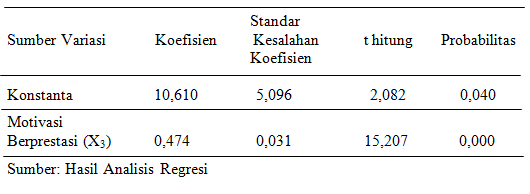 Sumber Variasi Koefisien Standar Kesalahan Koefisien t hitung Probabilitas
Konstanta 10,610 5,096 2,082 0,040
Motivasi
Berprestasi (X3) 0,474 0,031 15,207 0,000
Sumber: Hasil Analisis Regresi